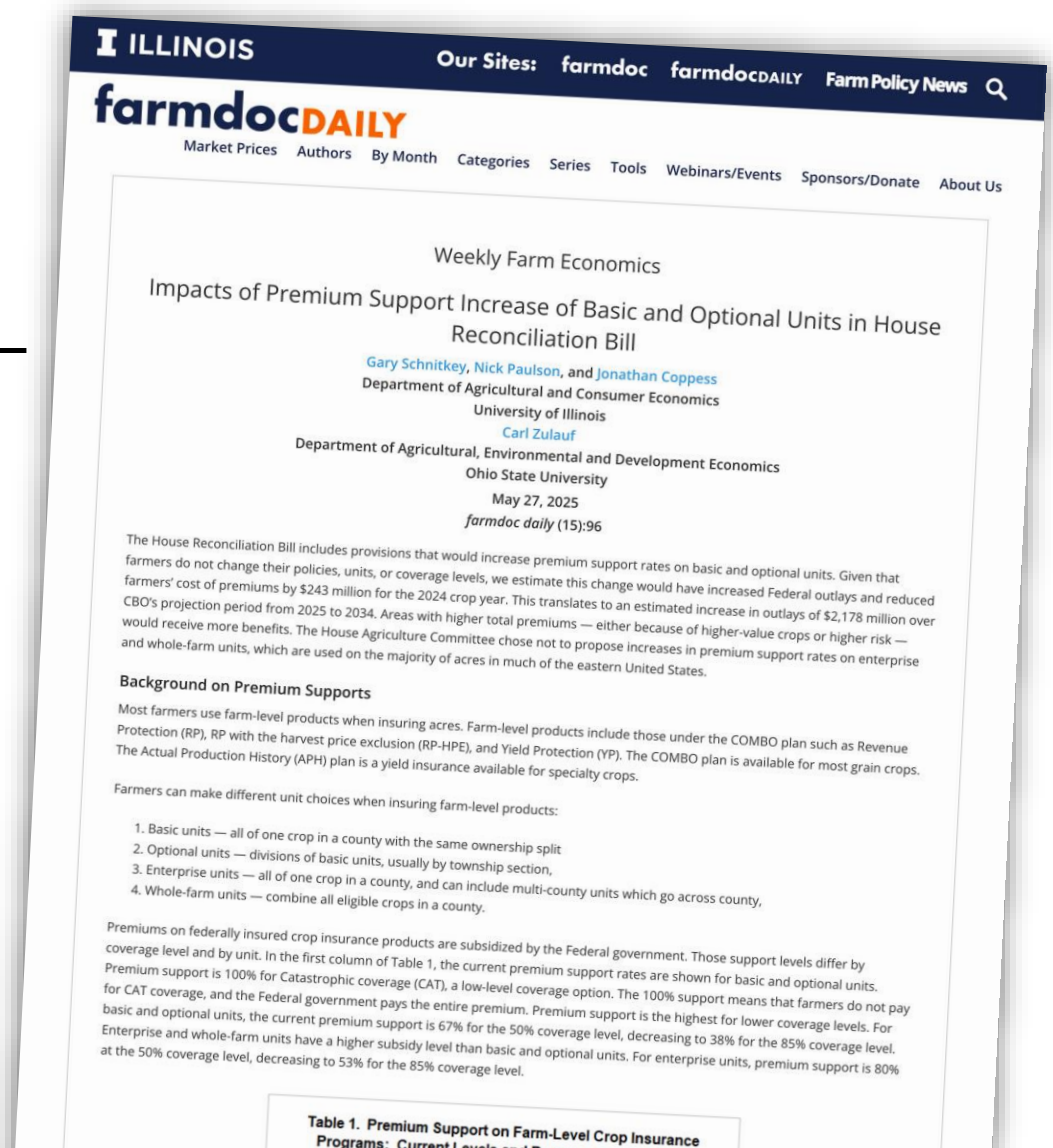 ILLINOIS
Our Sites: farmdoc farmdocDAILY Farm Policy News
farmdocDAILY
Market Prices Authors By Month Categories Series Tools Webinars/Events Sponsors/Donate About Us
Weekly Farm Economics
Impacts of Premium Support Increase of Basic and Optional Units in House
Reconciliation Bill
Gary Schnitkey, Nick Paulson, and Jonathan Coppess
Department of Agricultural and Consumer Economics
University of Illinois
Carl Zulauf
Department of Agricultural, Environmental and Development Economics
Ohio State University
May 27, 2025
farmdoc daily (15):96
The House Reconciliation Bill includes provisions that would increase premium support rates on basic and optional units. Given that
farmers do not change their policies, units, or coverage levels, we estimate this change would have increased Federal outlays and reduced
farmers' cost of premiums by $243 million for the 2024 crop year. This translates to an estimated increase in outlays of $2,178 million over
CBO's projection period from 2025 to 2034. Areas with higher total premiums — either because of higher-value crops or higher risk —
would receive more benefits. The House Agriculture Committee chose not to propose increases in premium support rates on enterprise
and whole-farm units, which are used on the majority of acres in much of the eastern United States.
Background on Premium Supports
Most farmers use farm-level products when insuring acres. Farm-level products include those under the COMBO plan such as Revenue
Protection (RP), RP with the harvest price exclusion (RP-HPE), and Yield Protection (YP). The COMBO plan is available for most grain crops.
The Actual Production History (APH) plan is a yield insurance available for specialty crops.
Farmers can make different unit choices when insuring farm-level products:
1. Basic units — all of one crop in a county with the same ownership split
2. Optional units — divisions of basic units, usually by township section,
3. Enterprise units — all of one crop in a county, and can include multi-county units which go across county,
4. Whole-farm units — combine all eligible crops in a county.
Premiums on federally insured crop insurance products are subsidized by the Federal government. Those support levels differ by
coverage level and by unit. In the first column of Table 1, the current premium support rates are shown for basic and optional units.
Premium support is 100% for Catastrophic coverage (CAT), a low-level coverage option. The 100% support means that farmers do not pay
for CAT coverage, and the Federal government pays the entire premium. Premium support is the highest for lower coverage levels. For
basic and optional units, the current premium support is 67% for the 50% coverage level, decreasing to 38% for the 85% coverage level.
Enterprise and whole-farm units have a higher subsidy level than basic and optional units. For enterprise units, premium support is 80%
at the 50% coverage level, decreasing to 53% for the 85% coverage level.
Table 1. Premium Support on Farm-Level Crop Insurance
Programs: Current Levels and